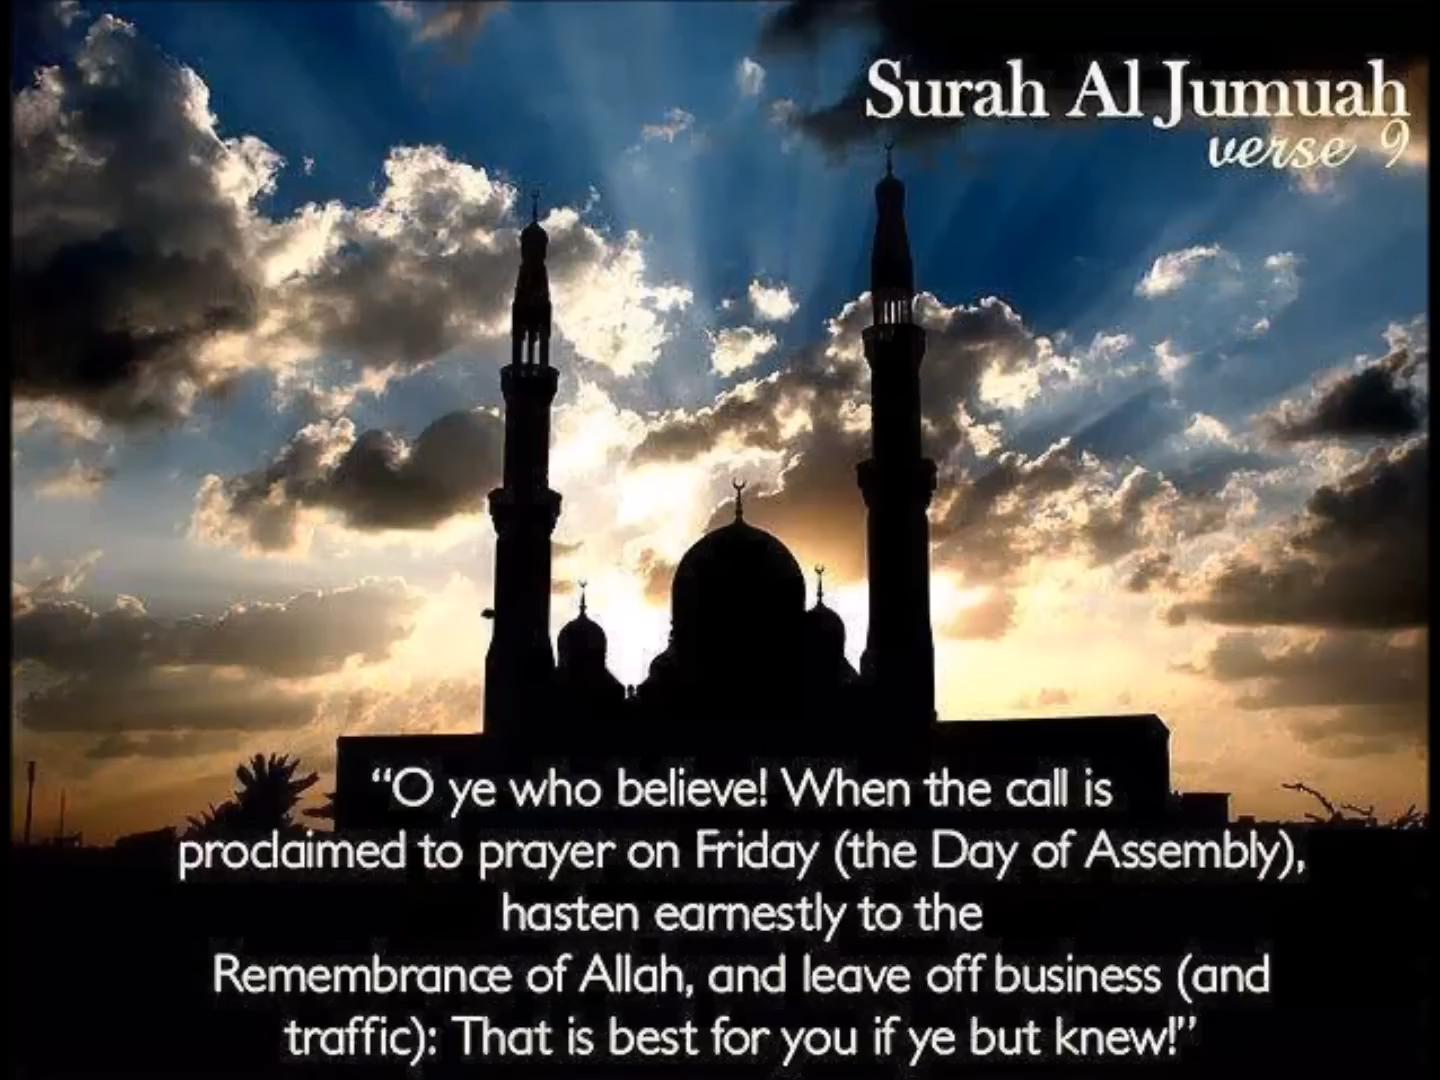 Surah Al Jumuah
verse 9
“O ye who believe! When the call is
proclaimed to prayer on Friday (the Day of Assembly),
hasten earnestly to the
Remembrance of Allah, and leave off business (and
traffic): That is best for you if ye but knew!”